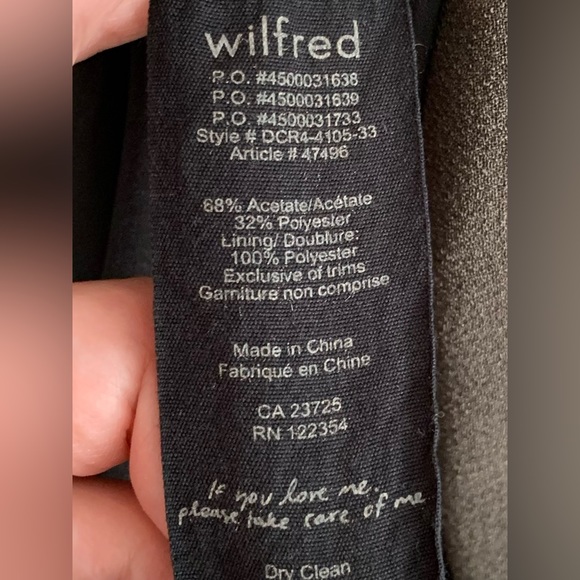 wilfred
P.O. #4500031638
P.O. #4500031639
P.O. #4500031733
Style # DCR4-4105-33
Article # 47496
68% Acetate/Acétate
32% Polyester
Lining/ Doublure:
100% Polyester
Exclusive of trims
Garniture non comprise
Made in China
Fabriqué en Chine
CA 23725
RN 122354
If you love me..
please take care of me
Dry Clean